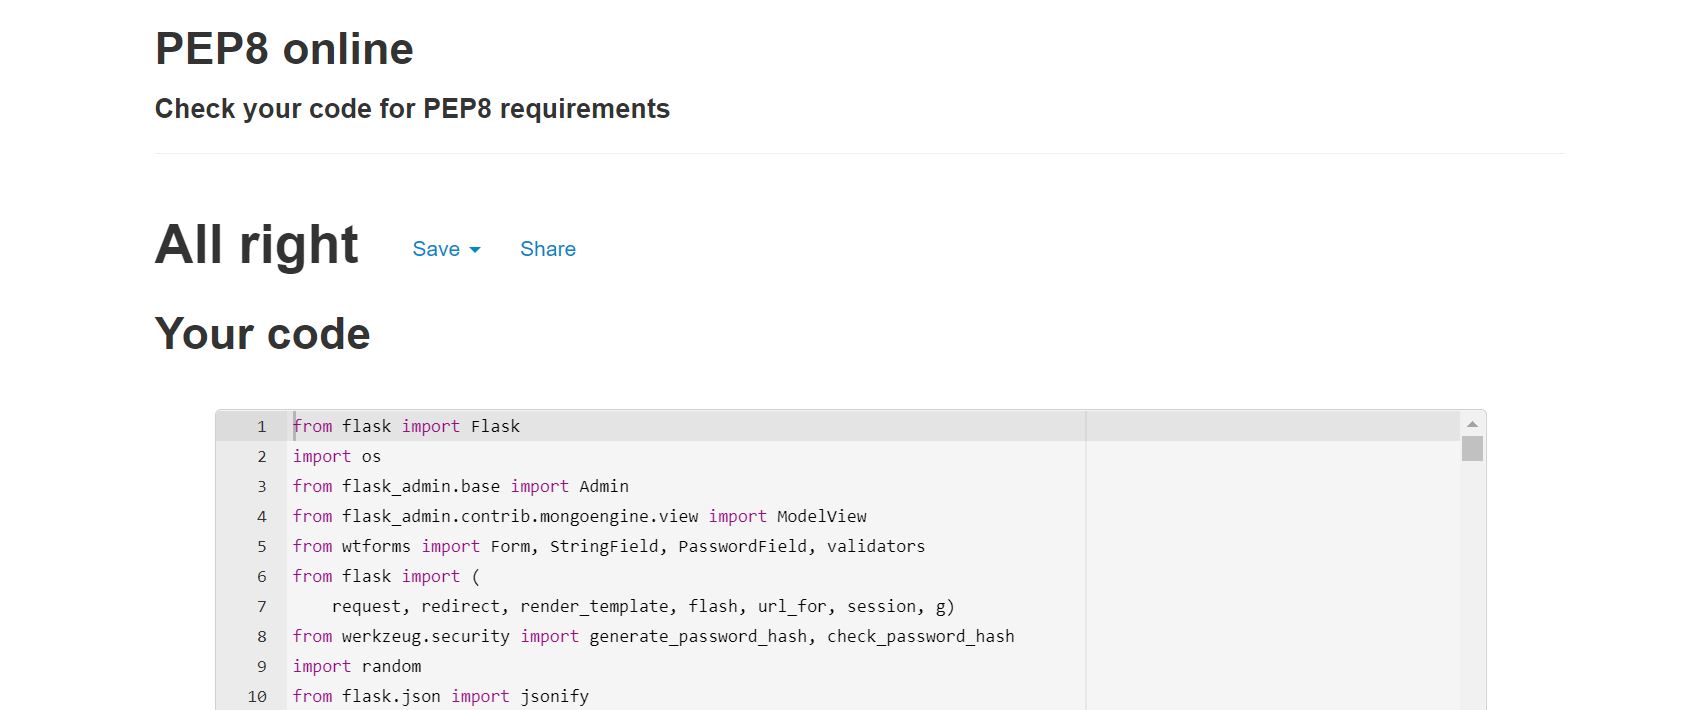 PEP8 online
Check your code for PEP8 requirements
All right Save Share
Your code
1 from flask import Flask
2 import os
3 from flask_admin.base import Admin
4 from flask_admin.contrib.mongoengine.view import ModelView
5 from wtforms import Form, StringField, PasswordField, validators
6 from flask import (
7     request, redirect, render_template, flash, url_for, session, g)
8 from werkzeug.security import generate_password_hash, check_password_hash
9 import random
10 from flask.json import jsonify